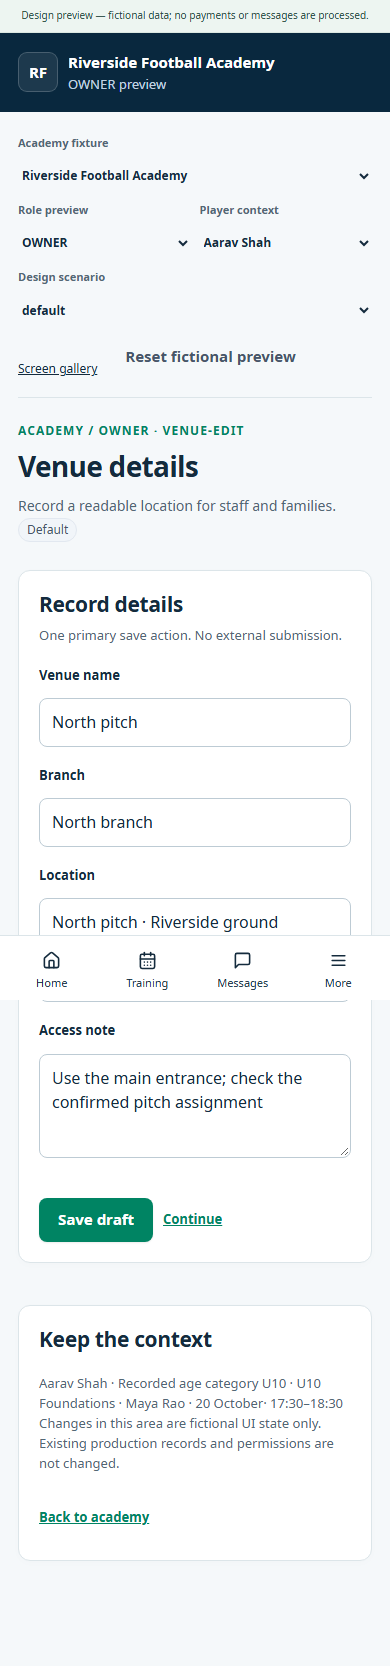 Design preview — fictional data; no payments or messages are processed.
RF
Riverside Football Academy
OWNER preview
Academy fixture
Riverside Football Academy
Role preview
Player context
OWNER
Aarav Shah
Design scenario
default
Screen gallery
Reset fictional preview
ACADEMY / OWNER · VENUE-EDIT
Venue details
Record a readable location for staff and families.
Default
Record details
One primary save action. No external submission.
Venue name
North pitch
Branch
North branch
Location
North pitch · Riverside ground
Home
Training
Messages
More
Access note
Use the main entrance; check the
confirmed pitch assignment
Save draft
Continue
Keep the context
Aarav Shah · Recorded age category U10 · U10
Foundations · Maya Rao · 20 October· 17:30–18:30
Changes in this area are fictional UI state only.
Existing production records and permissions are
not changed.
Back to academy